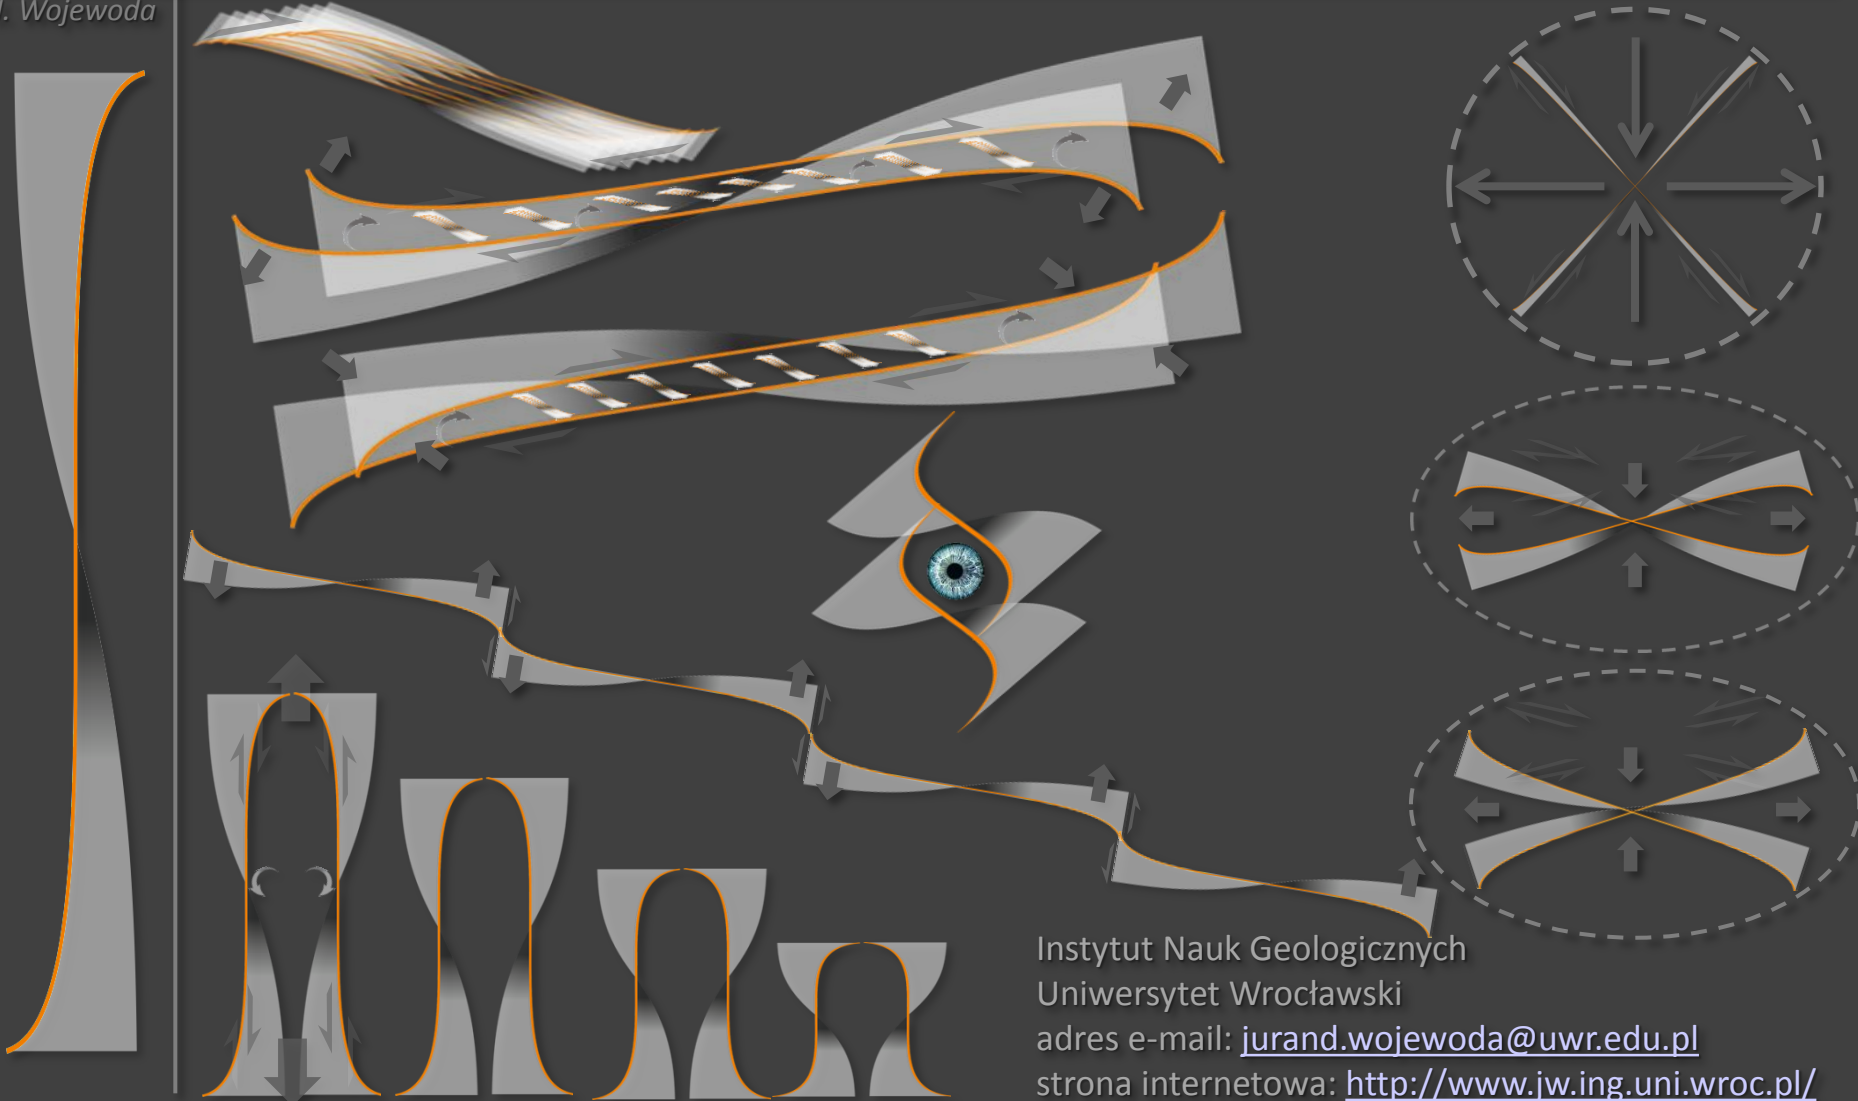 J. Wojewoda
Instytut Nauk Geologicznych
Uniwersytet Wrocławski
adres e-mail: jurand.wojewoda@uwr.edu.pl
strona internetowa: http://www.jw.ing.uni.wroc.pl/